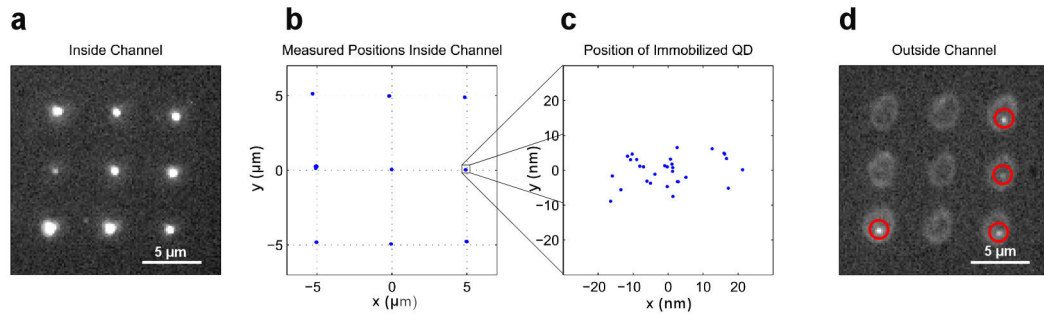 a b c d
Inside Channel Measured Positions Inside Channel Position of Immobilized QD Outside Channel
5 μm
y (μm)
5
0
−5
−5 0 5
x (μm)
y (nm)
20
10
0
−10
−20
−20 −10 0 10 20
x (nm)
5 μm